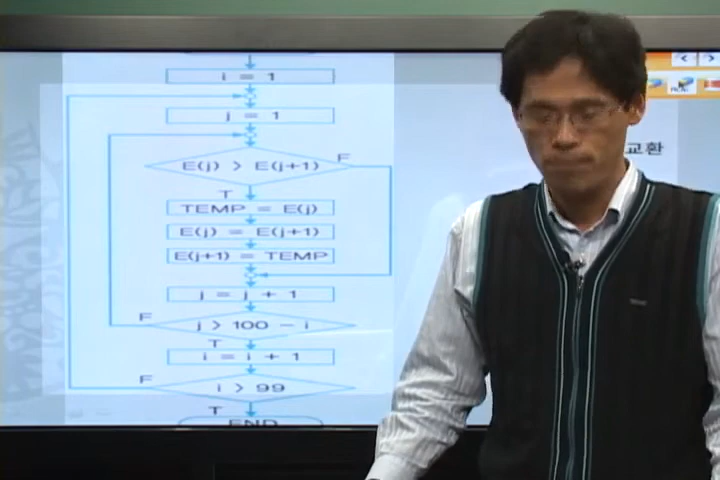 i = 1
j = 1
E(j) > E(j+1)
F
교환
T
TEMP = E(j)
E(j) = E(j+1)
E(j+1) = TEMP
j = j + 1
F
j > 100 - i
T
i = i + 1
F
i > 99
T
END